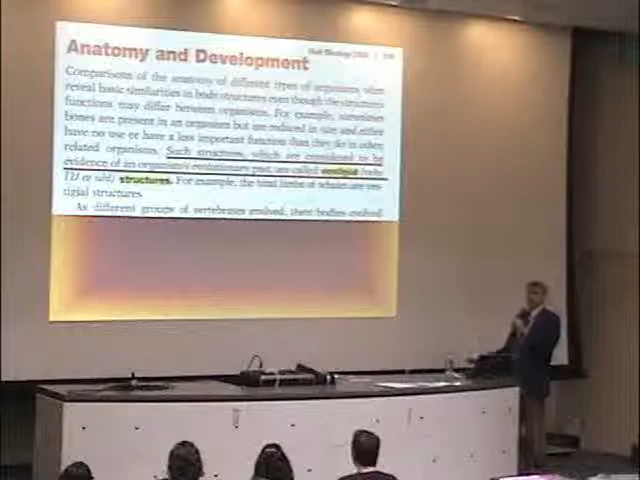 Anatomy and Development
Comparisons of the anatomy of different types of organisms often
reveal basic similarities in body structures even though the structure's
functions may differ between organisms. For example, sometimes
bones are present in an organism but are reduced in size and either
have no use or have a less important function than they do in other,
related organisms. Such structures, which are considered to be
evidence of an organism's evolutionary past, are called vestigial
structures. For example, the hind limbs of whales are ves-
tigial structures.
As different groups of vertebrates evolved, their bodies evolved